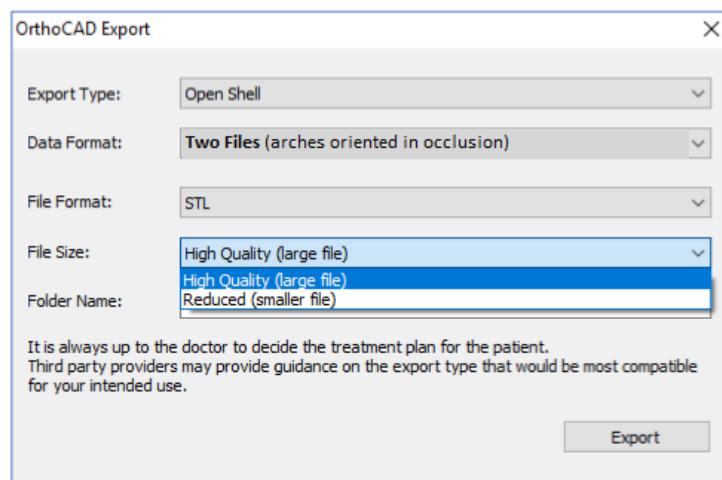 OrthoCAD Export
Export Type: Open Shell
Data Format: Two Files (arches oriented in occlusion)
File Format: STL
File Size: High Quality (large file)
High Quality (large file)
Reduced (smaller file)
Folder Name:
It is always up to the doctor to decide the treatment plan for the patient.
Third party providers may provide guidance on the export type that would be most compatible
for your intended use.
Export